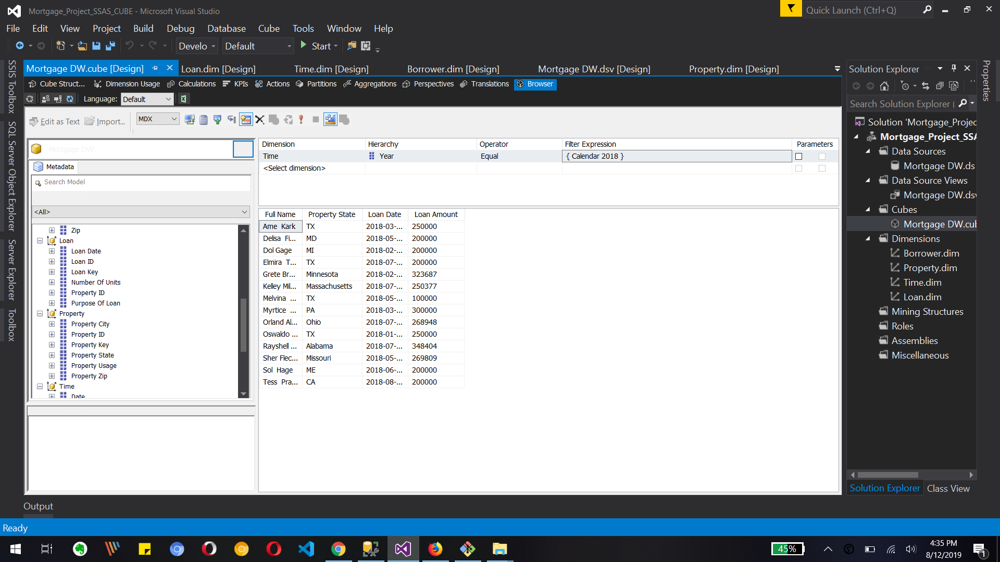 Mortgage_Project_SSAS_CUBE - Microsoft Visual Studio
Quick Launch (Ctrl+Q)
File Edit View Project Build Debug Database Cube Tools Window Help
Develo Default Start
SSIS Toolbox
SQL Server Object Explorer
Server Explorer
Toolbox
Mortgage DW.cube [Design] Loan.dim [Design] Time.dim [Design] Borrower.dim [Design] Mortgage DW.dsv [Design] Property.dim [Design]
Cube Struct... Dimension Usage Calculations KPIs Actions Partitions Aggregations Perspectives Translations Browser
Language: Default
Edit as Text Import... MDX
Mortgage DW
Metadata
Search Model
<All>
Zip
Loan
Loan Date
Loan ID
Loan Key
Number Of Units
Property ID
Purpose Of Loan
Property
Property City
Property ID
Property Key
Property State
Property Usage
Property Zip
Time
Date
Dimension Hierarchy Operator Filter Expression Parameters
Time Year Equal { Calendar 2018 }
<Select dimension>
Full Name Property State Loan Date Loan Amount
Ame Kark TX 2018-03-... 250000
Delisa Fi... MD 2018-05-... 200000
Dol Gage MI 2018-02-... 200000
Elmira T... TX 2018-07-... 200000
Grete Br... Minnesota 2018-02-... 323687
Kelley Mil... Massachusetts 2018-07-... 250377
Melvina ... TX 2018-05-... 100000
Myrtice ... PA 2018-03-... 300000
Orland Al... Ohio 2018-07-... 268948
Oswaldo ... TX 2018-01-... 250000
Rayshell ... Alabama 2018-07-... 348404
Sher Flec... Missouri 2018-05-... 269809
Sol Hage ME 2018-06-... 200000
Tess Pra... CA 2018-08-... 200000
Solution Explorer
Search Solution Explorer (
Solution 'Mortgage_Projec
Mortgage_Project_SSA
Data Sources
Mortgage DW.ds
Data Source Views
Mortgage DW.dsv
Cubes
Mortgage DW.cub
Dimensions
Borrower.dim
Property.dim
Time.dim
Loan.dim
Mining Structures
Roles
Assemblies
Miscellaneous
Solution Explorer Class View
Properties
Output
Ready
45%
4:35 PM
8/12/2019
1